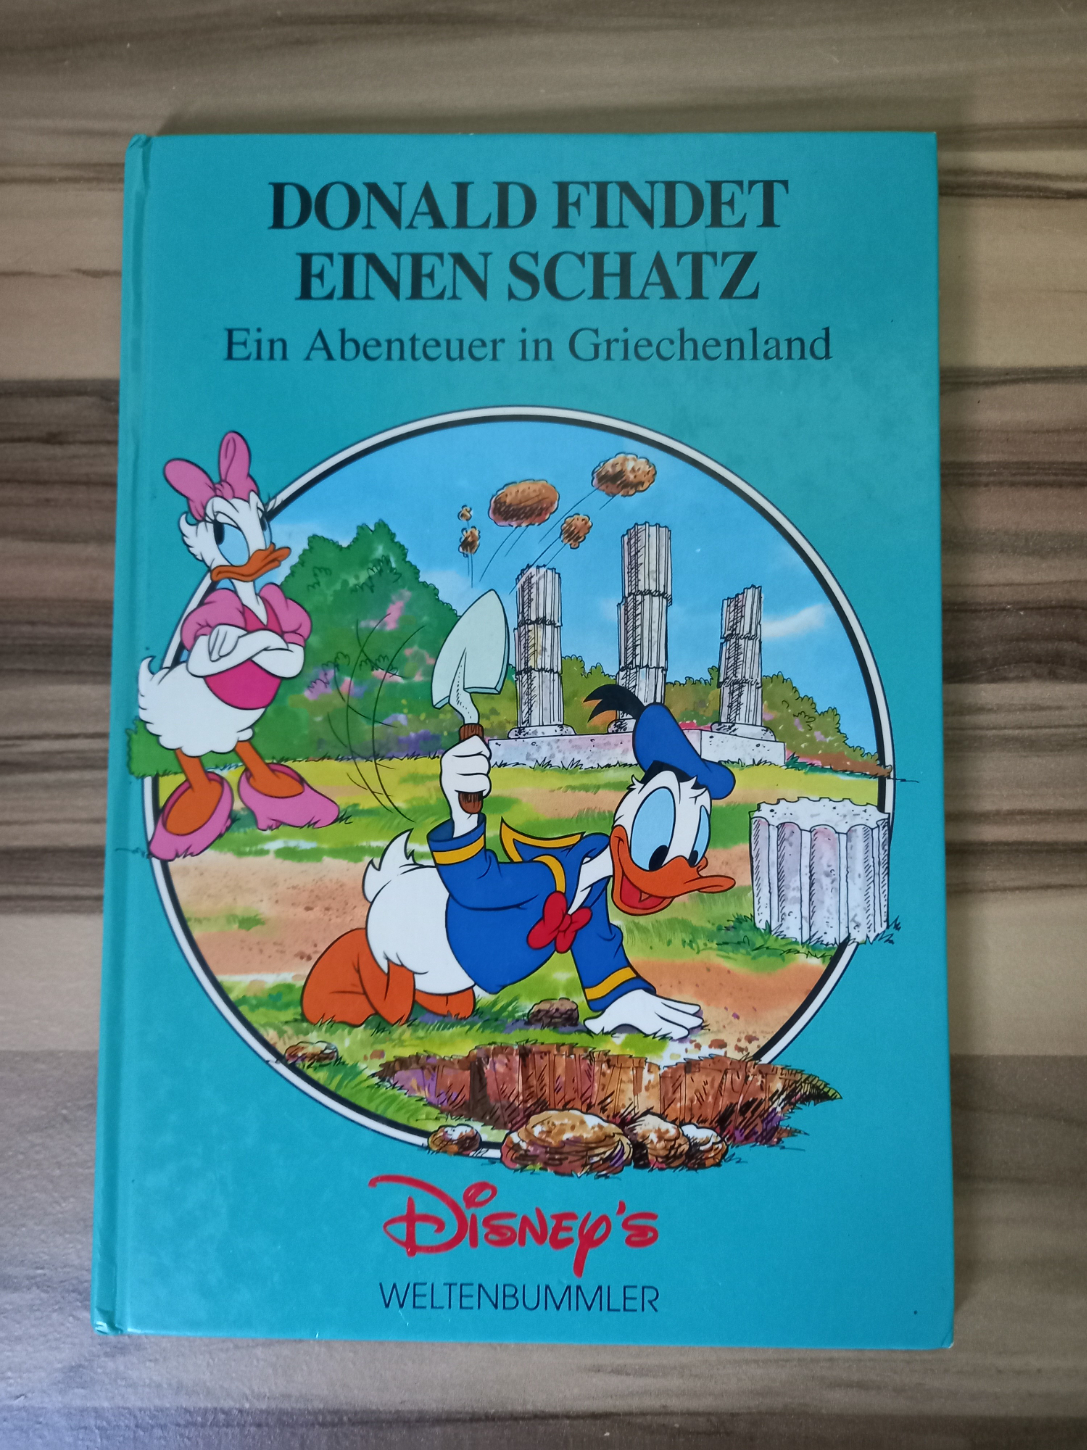 DONALD FINDET
EINEN SCHATZ
Ein Abenteuer in Griechenland
DISNEY'S
WELTENBUMMLER